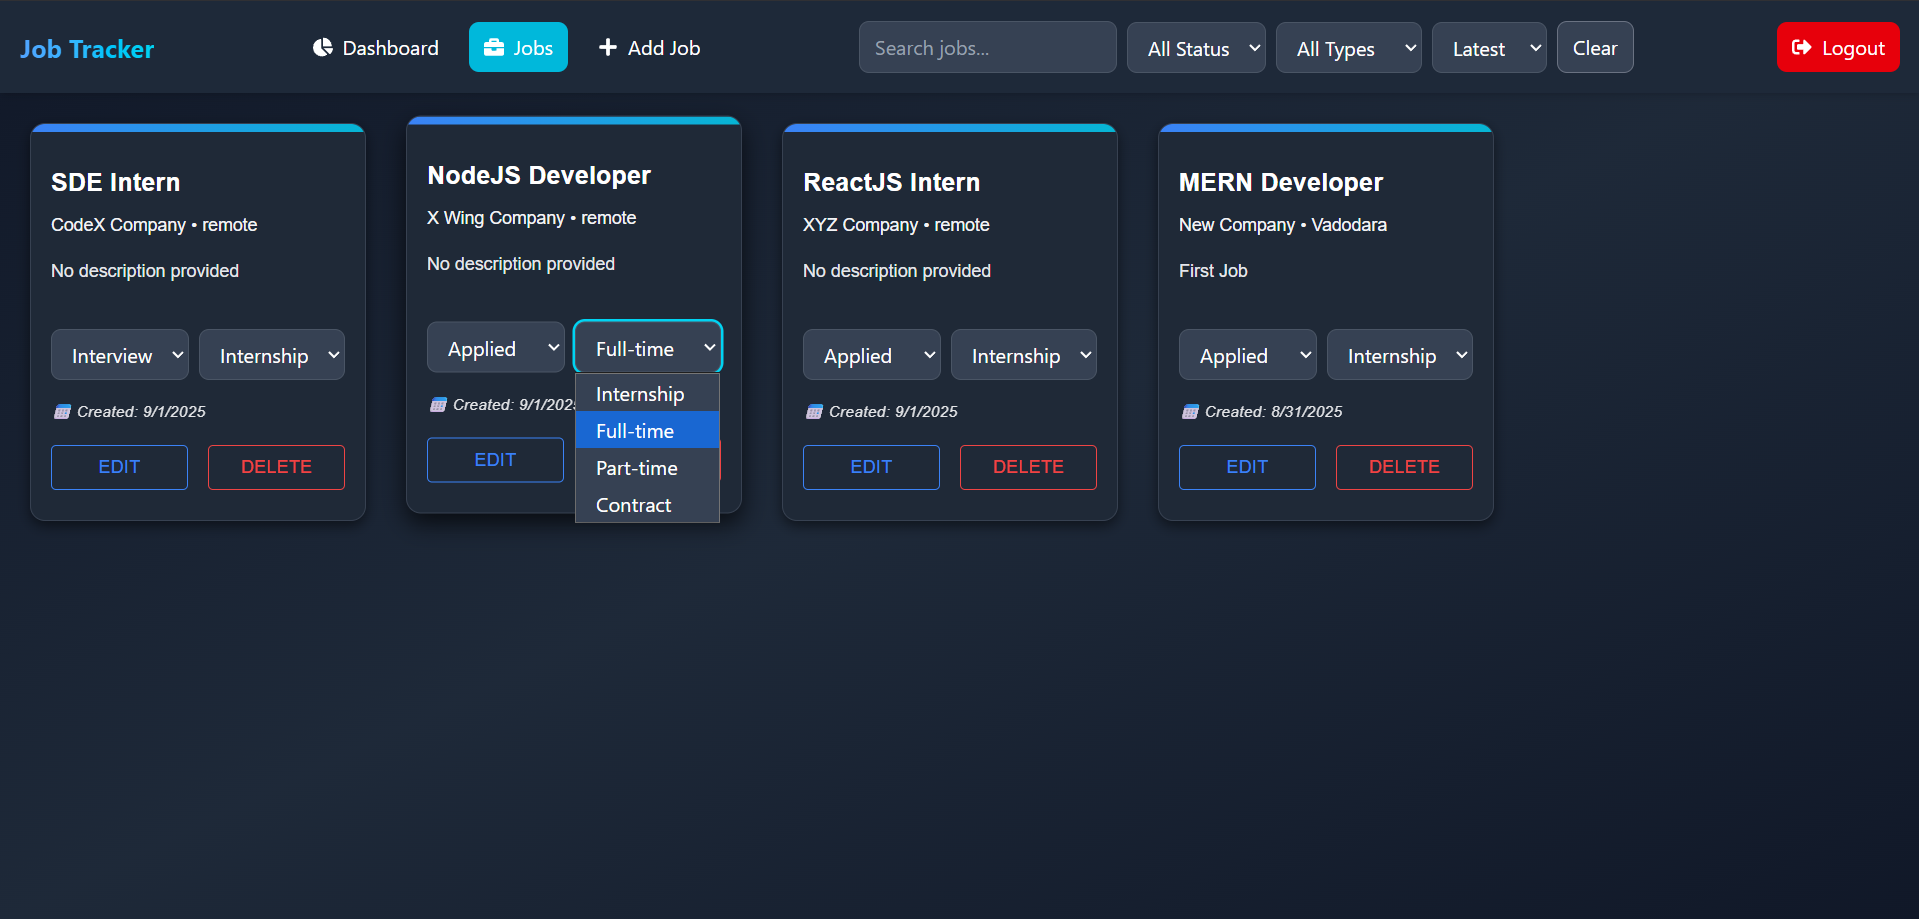 Job Tracker
Dashboard
Jobs
Add Job
Search jobs...
All Status
All Types
Latest
Clear
Logout
SDE Intern
CodeX Company • remote
No description provided
Interview
Internship
Created: 9/1/2025
EDIT
DELETE
NodeJS Developer
X Wing Company • remote
No description provided
Applied
Full-time
Internship
Full-time
Part-time
Contract
Created: 9/1/202
EDIT
ReactJS Intern
XYZ Company • remote
No description provided
Applied
Internship
Created: 9/1/2025
EDIT
DELETE
MERN Developer
New Company • Vadodara
First Job
Applied
Internship
Created: 8/31/2025
EDIT
DELETE